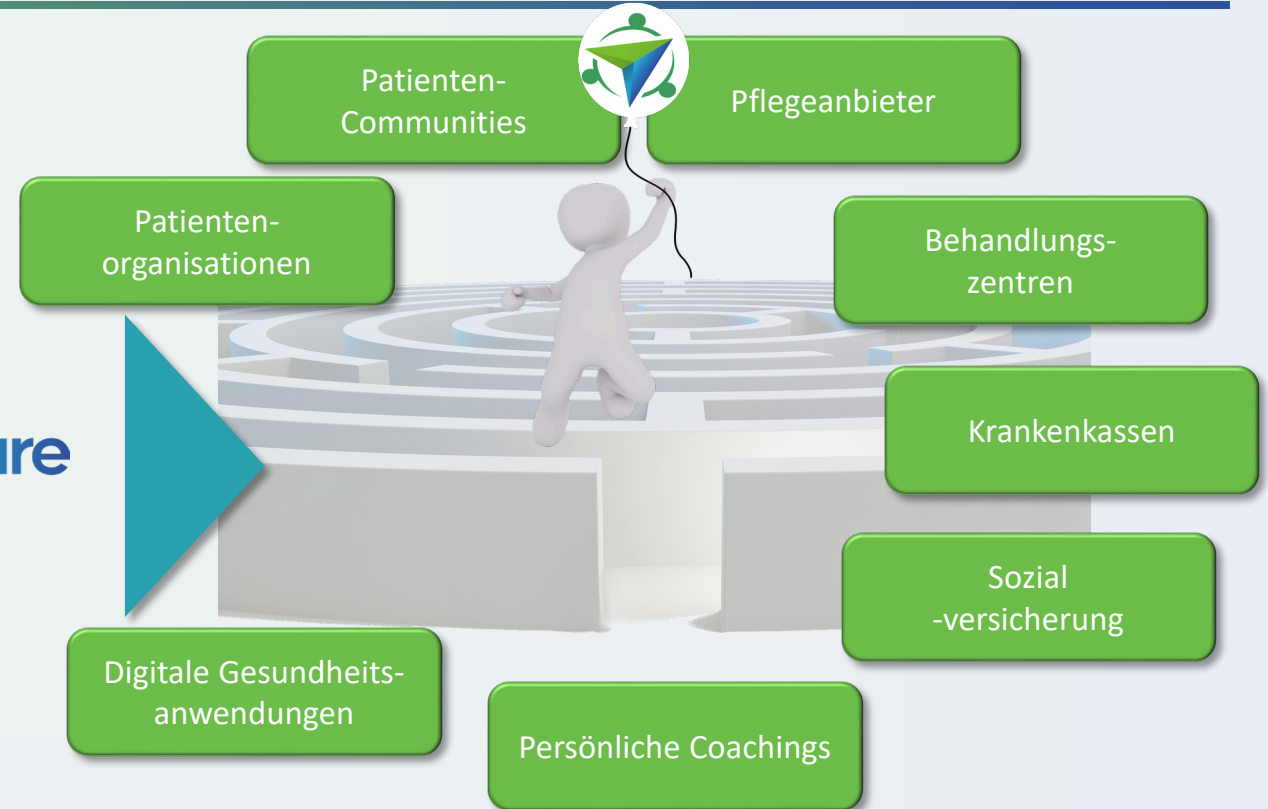 Patienten-
Communities
Pflegeanbieter
Patienten-
organisationen
Behandlungs-
zentren
Krankenkassen
Sozial
-versicherung
Digitale Gesundheits-
anwendungen
Persönliche Coachings